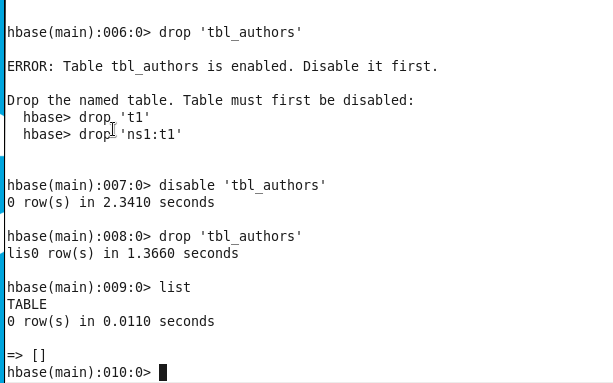 hbase(main):006:0> drop 'tbl_authors'
ERROR: Table tbl_authors is enabled. Disable it first.
Drop the named table. Table must first be disabled:
  hbase> drop 't1'
  hbase> drop 'ns1:t1'
hbase(main):007:0> disable 'tbl_authors'
0 row(s) in 2.3410 seconds
hbase(main):008:0> drop 'tbl_authors'
lis0 row(s) in 1.3660 seconds
hbase(main):009:0> list
TABLE
0 row(s) in 0.0110 seconds
=> []
hbase(main):010:0>